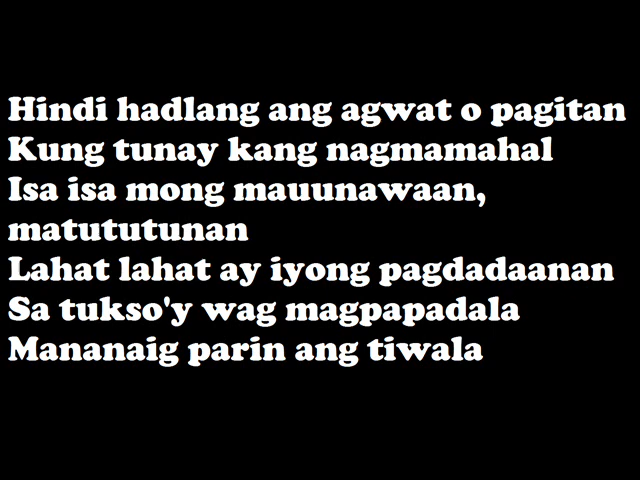 Hindi hadlang ang agwat o pagitan
Kung tunay kang nagmamahal
Isa isa mong mauunawaan,
matututunan
Lahat lahat ay iyong pagdadaanan
Sa tukso'y wag magpapadala
Mananaig parin ang tiwala